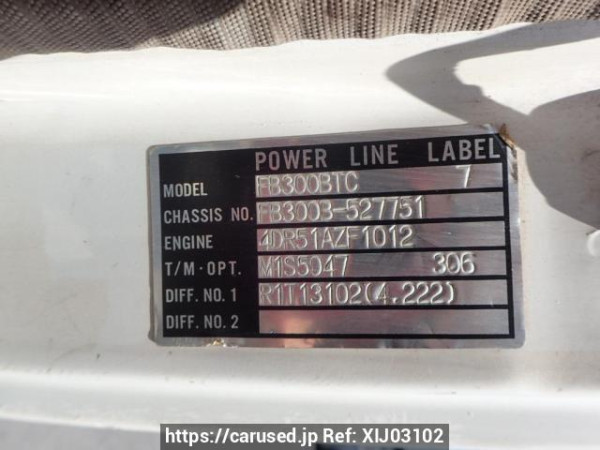 POWER LINE LABEL
MODEL FB300BTC 7
CHASSIS NO. FB300B-527751
ENGINE 4DR51AZF1012
T/M·OPT. M1S5047 306
DIFF. NO. 1 R1T13102(4.222)
DIFF. NO. 2
https://carused.jp Ref: XIJ03102